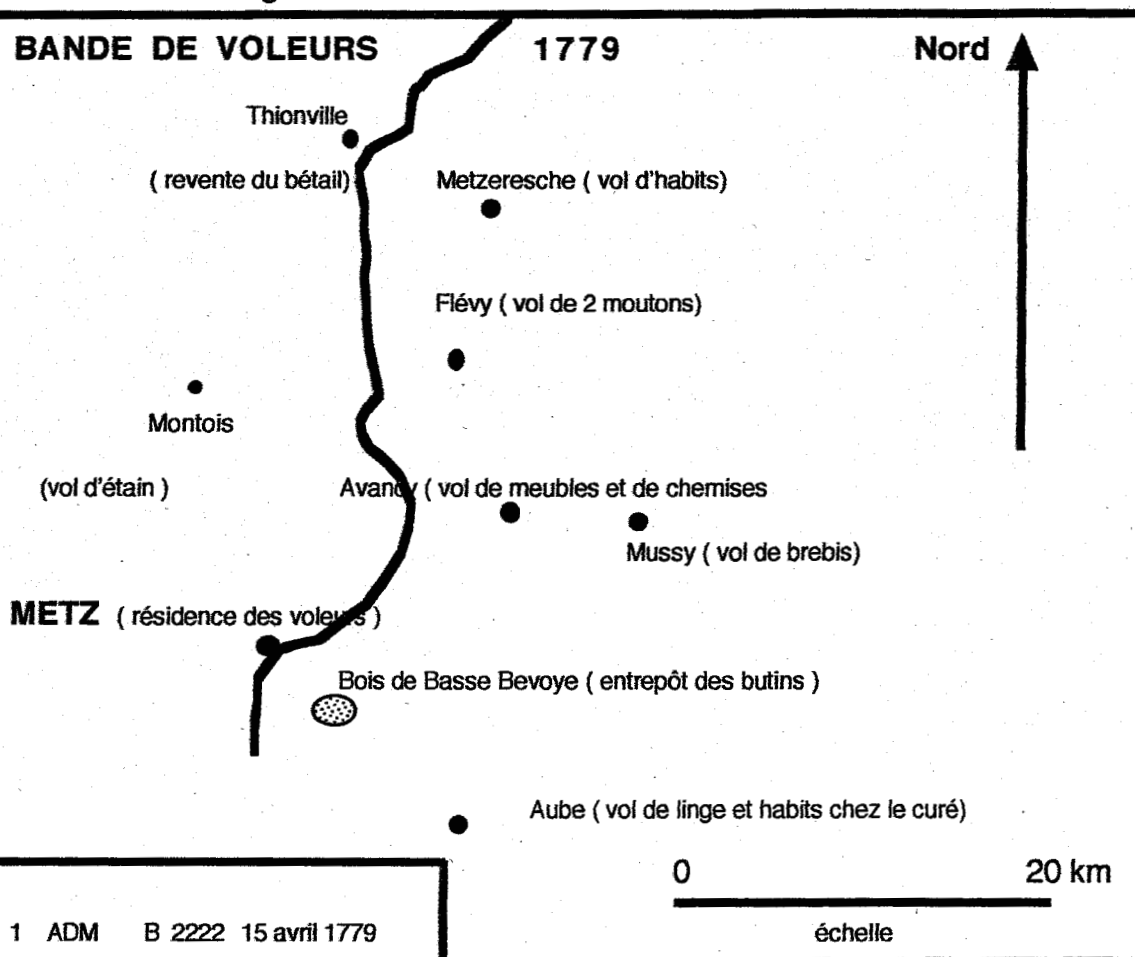 BANDE DE VOLEURS 1779 Nord
Thionville
( revente du bétail)
Metzeresche ( vol d'habits)
Flévy ( vol de 2 moutons)
Montois
(vol d'étain )
Avancy ( vol de meubles et de chemises
Mussy ( vol de brebis)
METZ ( résidence des voleurs )
Bois de Basse Bevoye ( entrepôt des butins )
Aube ( vol de linge et habits chez le curé)
0 20 km
échelle
1 ADM B 2222 15 avril 1779